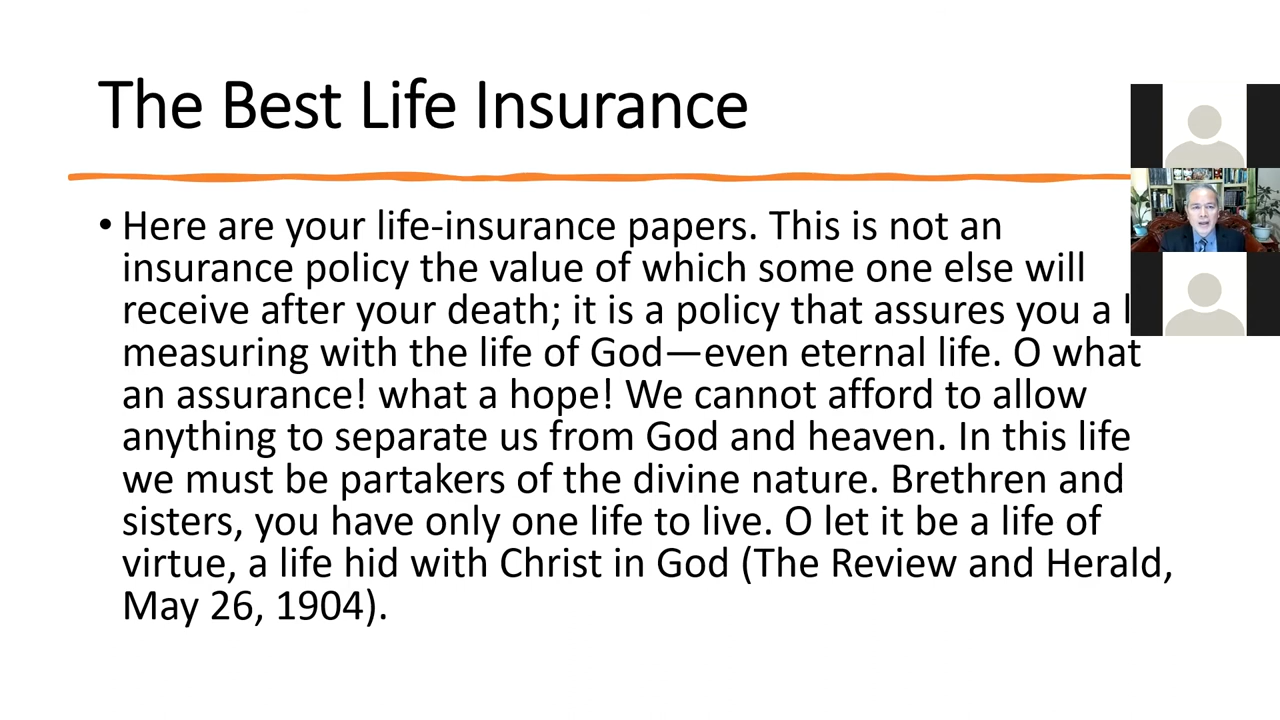 The Best Life Insurance
• Here are your life-insurance papers. This is not an
insurance policy the value of which some one else will
receive after your death; it is a policy that assures you a
measuring with the life of God—even eternal life. O what
an assurance! what a hope! We cannot afford to allow
anything to separate us from God and heaven. In this life
we must be partakers of the divine nature. Brethren and
sisters, you have only one life to live. O let it be a life of
virtue, a life hid with Christ in God (The Review and Herald,
May 26, 1904).